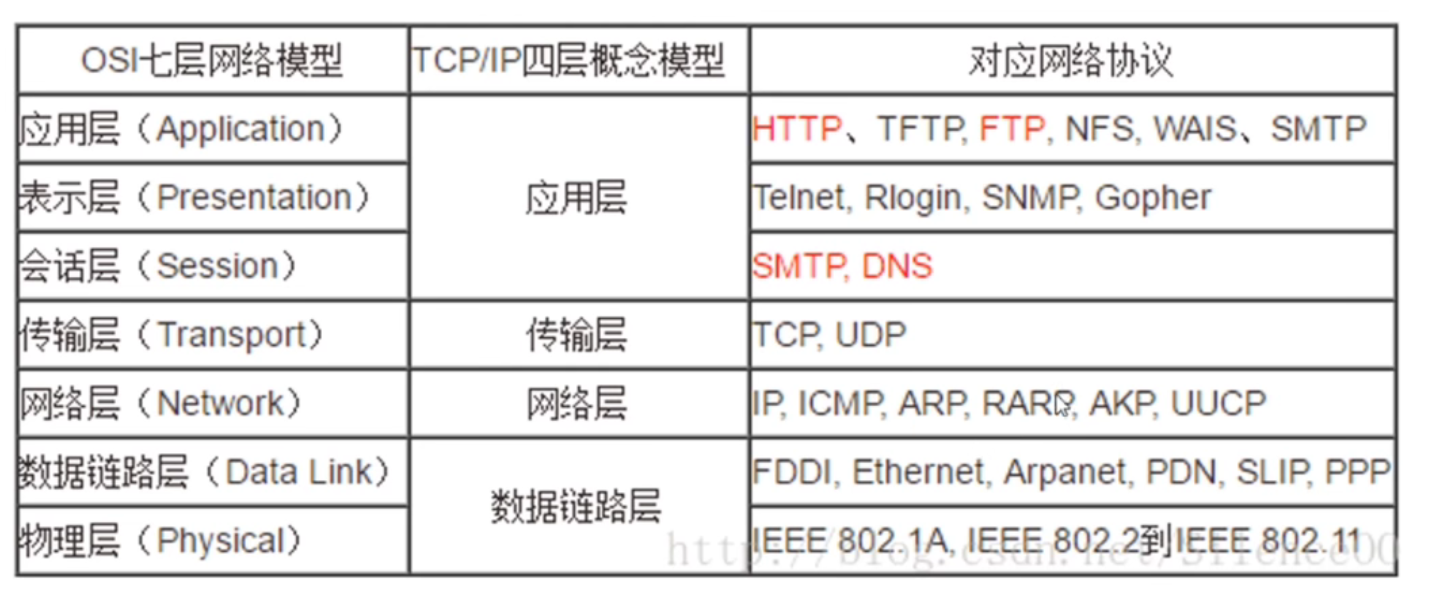 OSI七层网络模型 TCP/IP四层概念模型 对应网络协议
应用层（Application） HTTP、TFTP, FTP, NFS, WAIS、SMTP
表示层（Presentation） 应用层 Telnet, Rlogin, SNMP, Gopher
会话层（Session） SMTP, DNS
传输层（Transport） 传输层 TCP, UDP
网络层（Network） 网络层 IP, ICMP, ARP, RARP, AKP, UUCP
数据链路层（Data Link） FDDI, Ethernet, Arpanet, PDN, SLIP, PPP
数据链路层
物理层（Physical） IEEE 802.1A, IEEE 802.2到IEEE 802.11
http://blog.csdn.net/Silence00